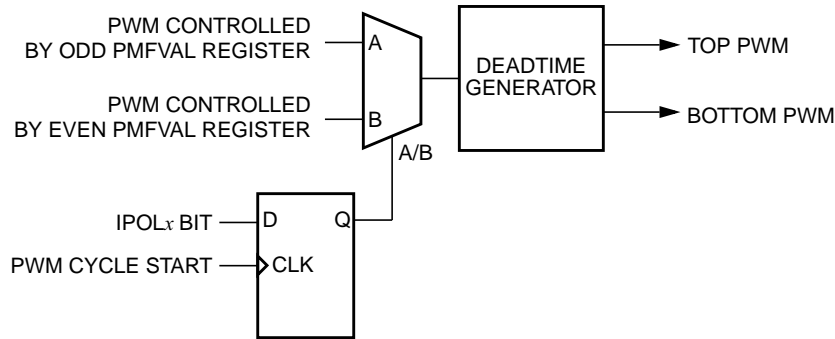 PWM CONTROLLED
BY ODD PMFVAL REGISTER
A
DEADTIME
GENERATOR
TOP PWM
PWM CONTROLLED
BY EVEN PMFVAL REGISTER
B
BOTTOM PWM
A/B
IPOLx BIT
D
Q
PWM CYCLE START
CLK